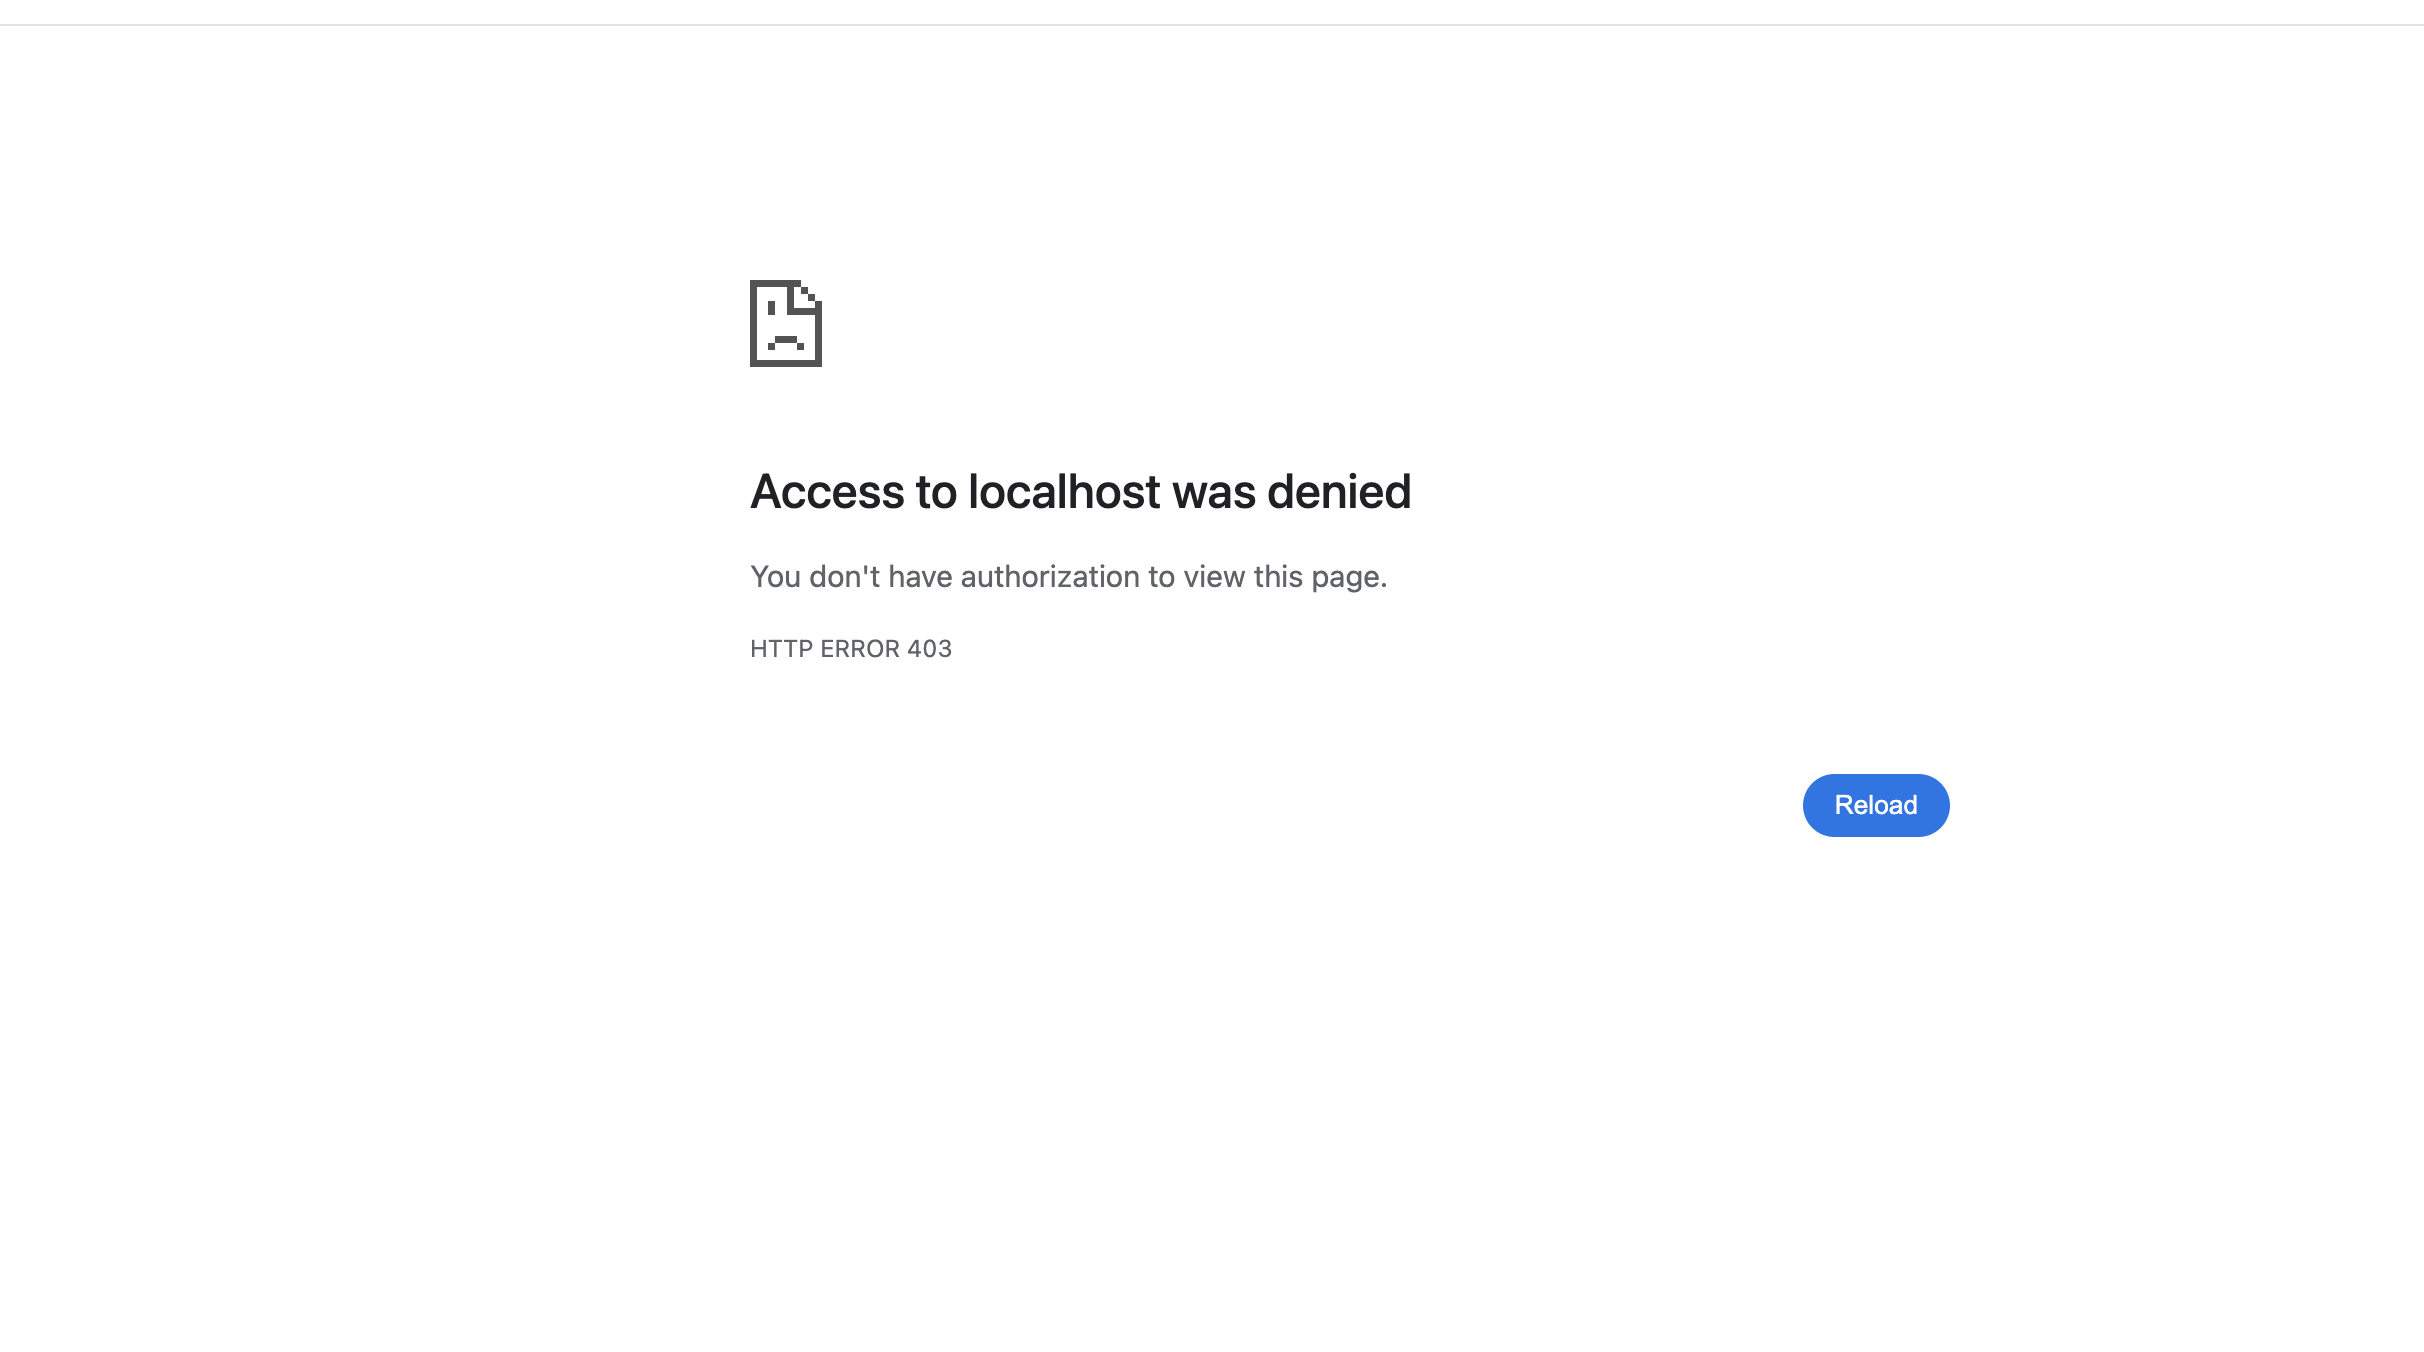 Access to localhost was denied
You don't have authorization to view this page.
HTTP ERROR 403
Reload